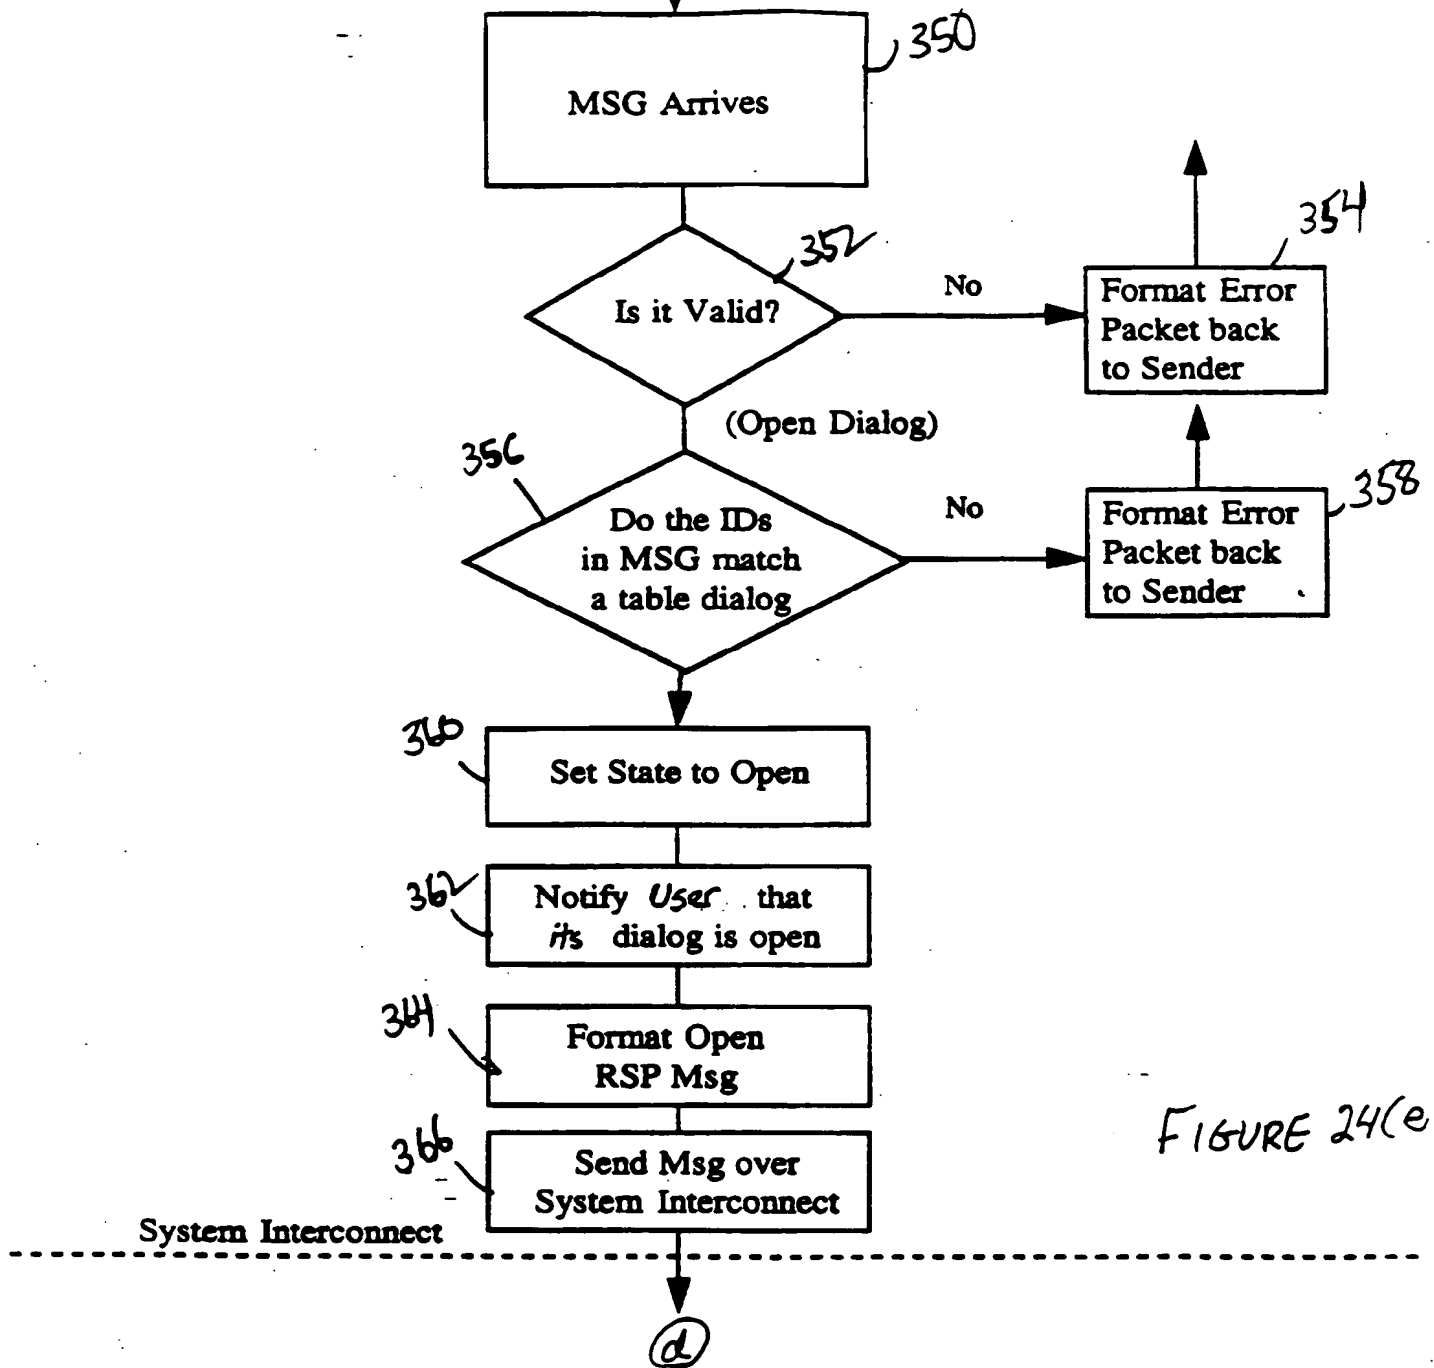 350
MSG Arrives
352
354
Is it Valid?
No
Format Error
Packet back
to Sender
(Open Dialog)
356
358
Do the IDs
in MSG match
a table dialog
No
Format Error
Packet back
to Sender
360
Set State to Open
362
Notify User that
its dialog is open
364
Format Open
RSP Msg
366
Send Msg over
System Interconnect
FIGURE 24(e
System Interconnect
d